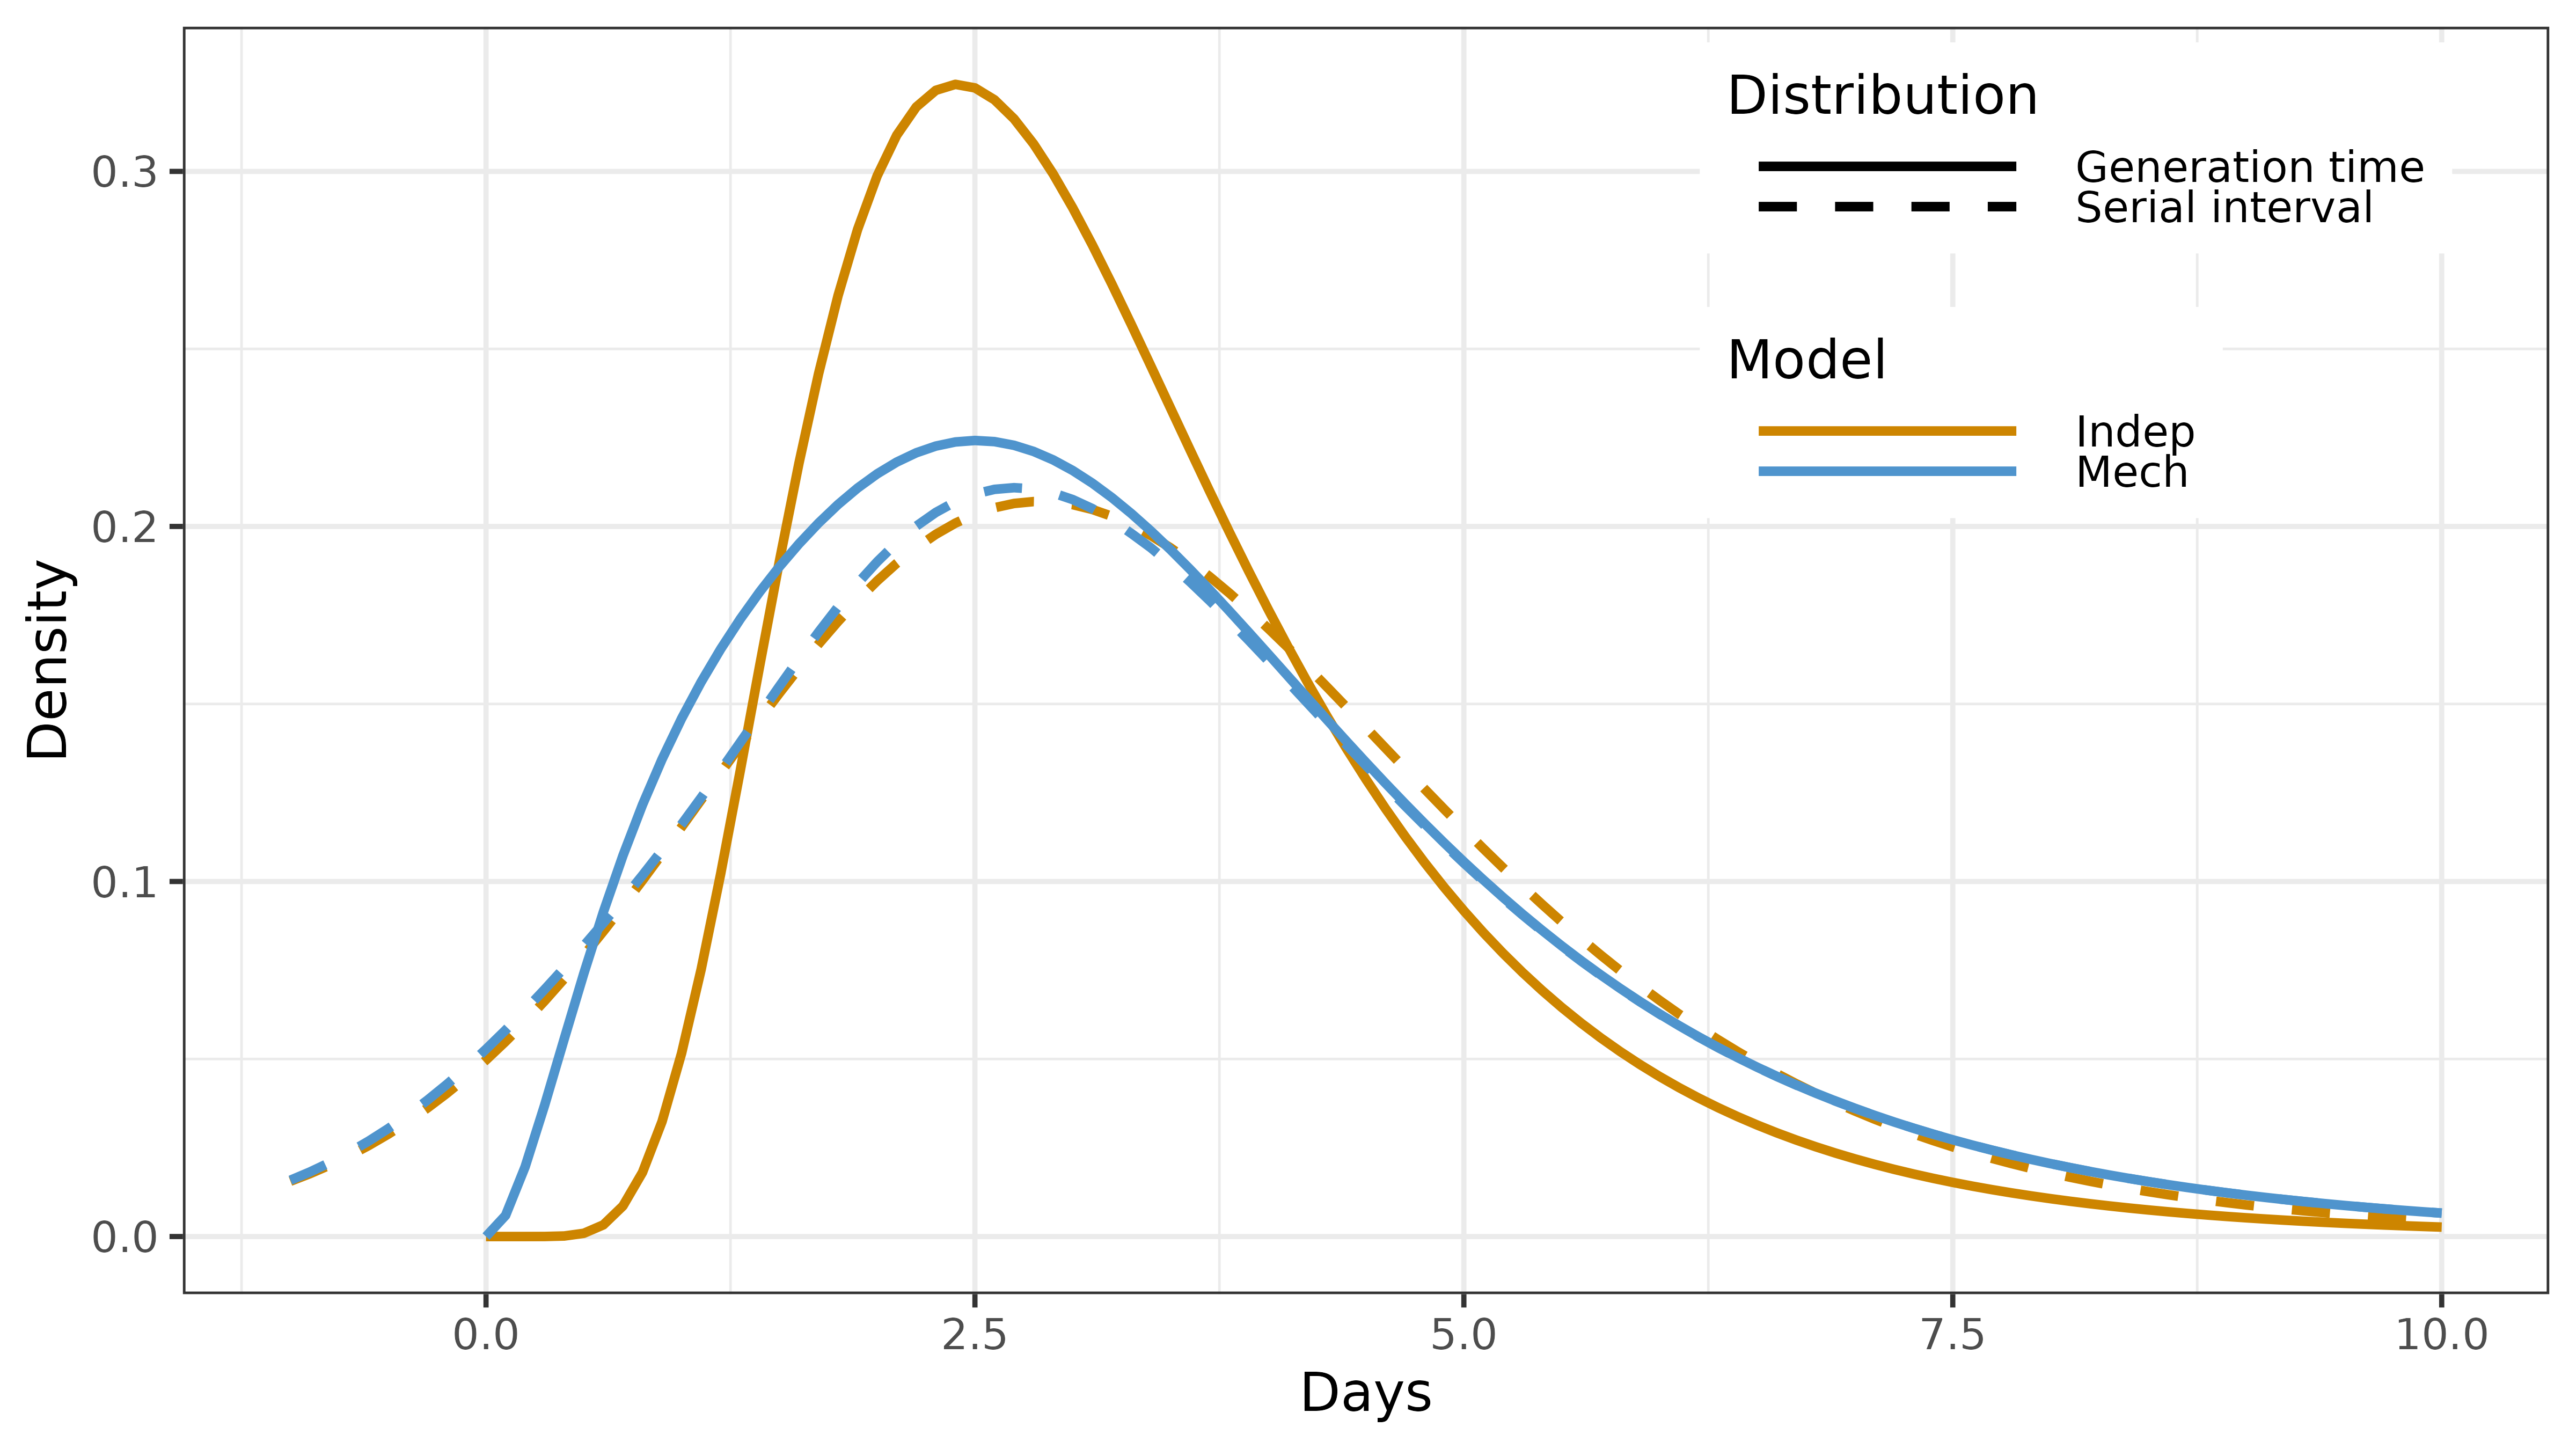 Distribution
Generation time
Serial interval
Model
Indep
Mech
Density
0.3
0.2
0.1
0.0
0.0 2.5 5.0 7.5 10.0
Days